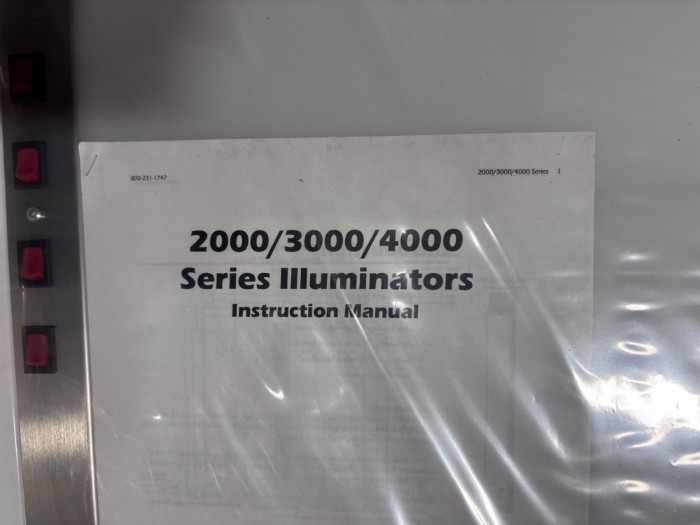 800-231-1747
2000/3000/4000 Series 1
2000/3000/4000
Series Illuminators
Instruction Manual